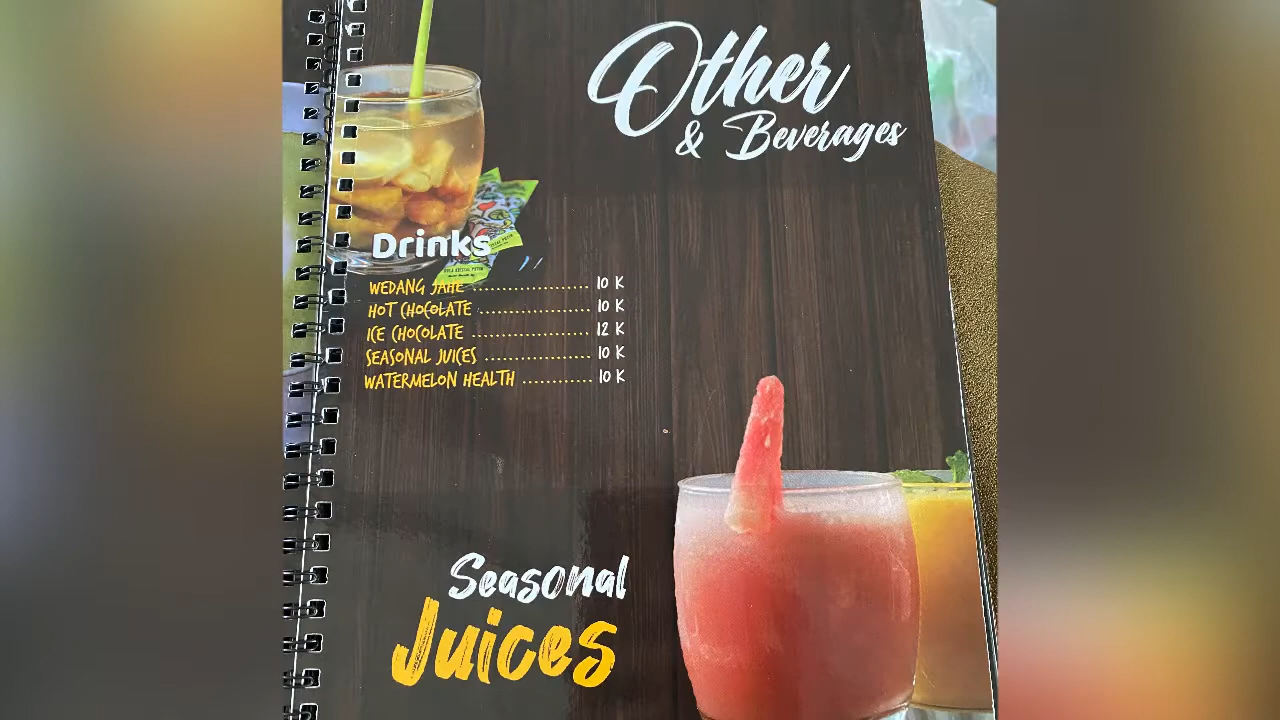 Other
& Beverages
Drinks
WEDANG JAHE .......................... 10 K
HOT CHOCOLATE ........................ 10 K
ICE CHOCOLATE .......................... 12 K
SEASONAL JUICES ...................... 10 K
WATERMELON HEALTH .............. 10 K
Seasonal
Juices